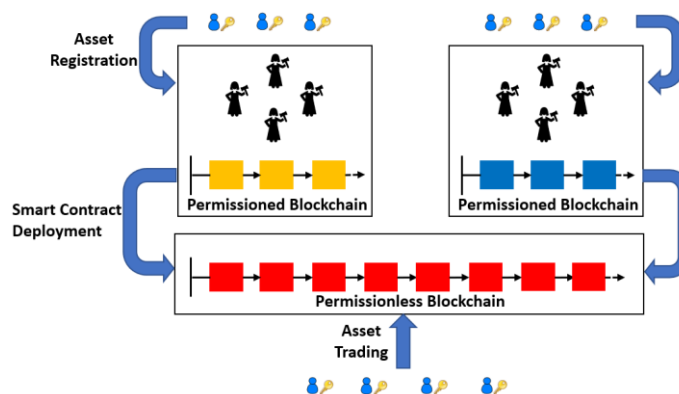 Asset
Registration
Permissioned Blockchain
Permissioned Blockchain
Smart Contract
Deployment
Permissionless Blockchain
Asset
Trading